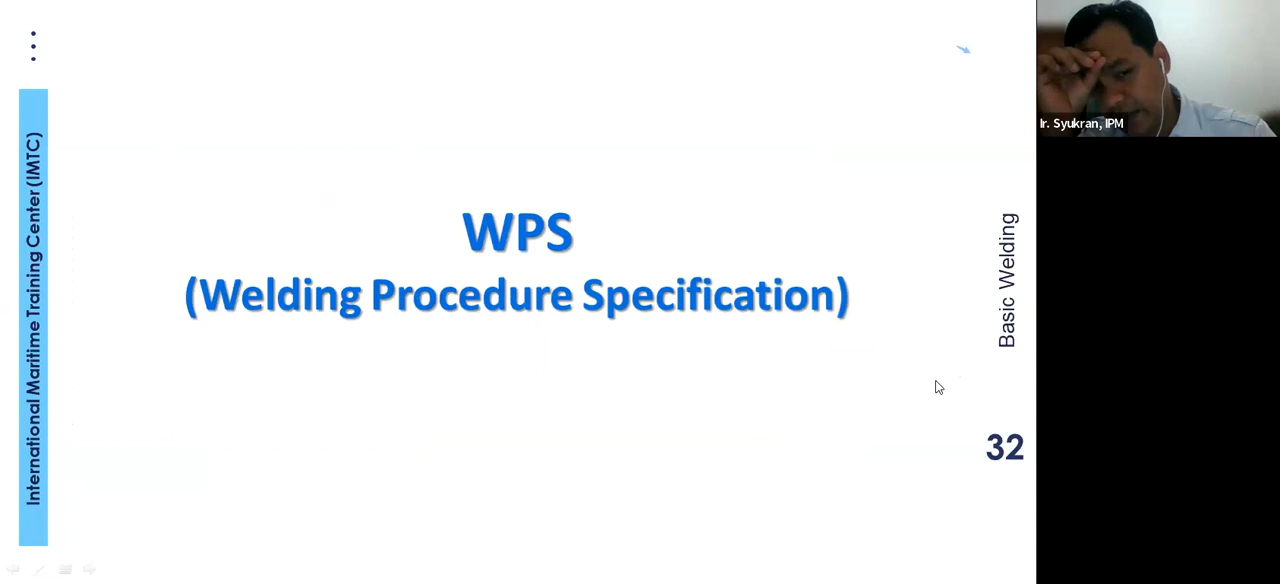 International Maritime Training Center (IMTC)
WPS
(Welding Procedure Specification)
Basic Welding
32
Ir. Syukran, IPM